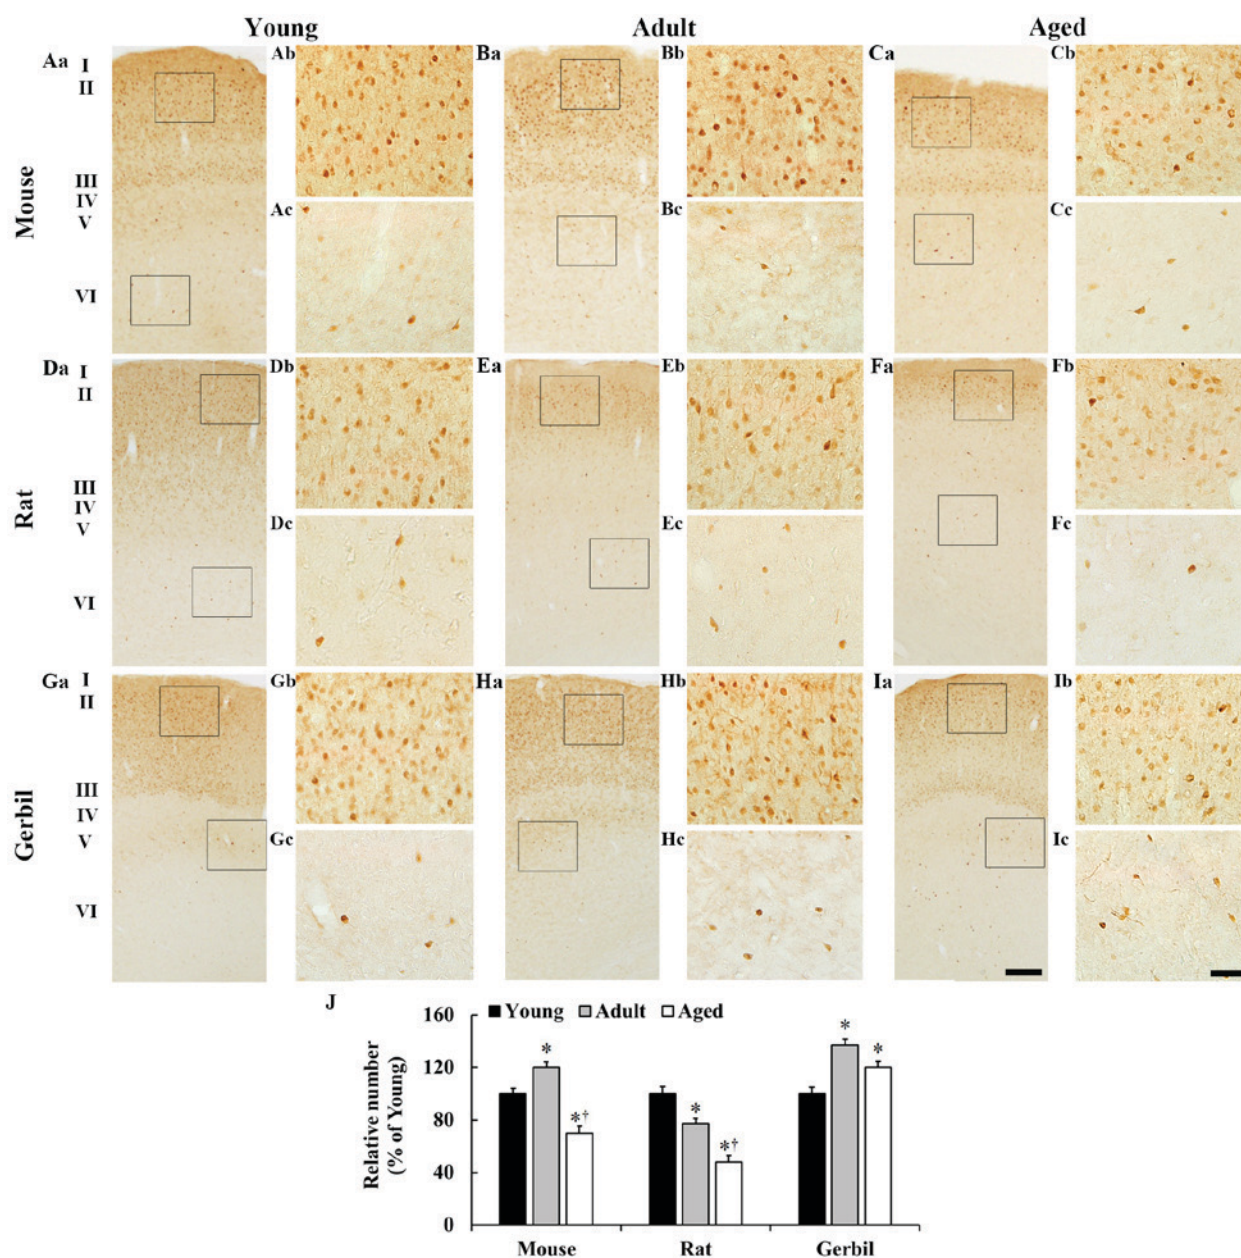 Young Adult Aged
Aa I Ab Ba Bb Ca Cb
II
Mouse
III
IV
V
Ac Bc Cc
VI
Da I Db Ea Eb Fa Fb
II
Rat
III
IV
V
Dc Ec Fc
VI
Ga I Gb Ha Hb Ia Ib
II
Gerbil
III
IV
V
Gc Hc Ic
VI
J
Young Adult Aged
Relative number
(% of Young)
160
120
80
40
0
* *† * *† * *
Mouse Rat Gerbil